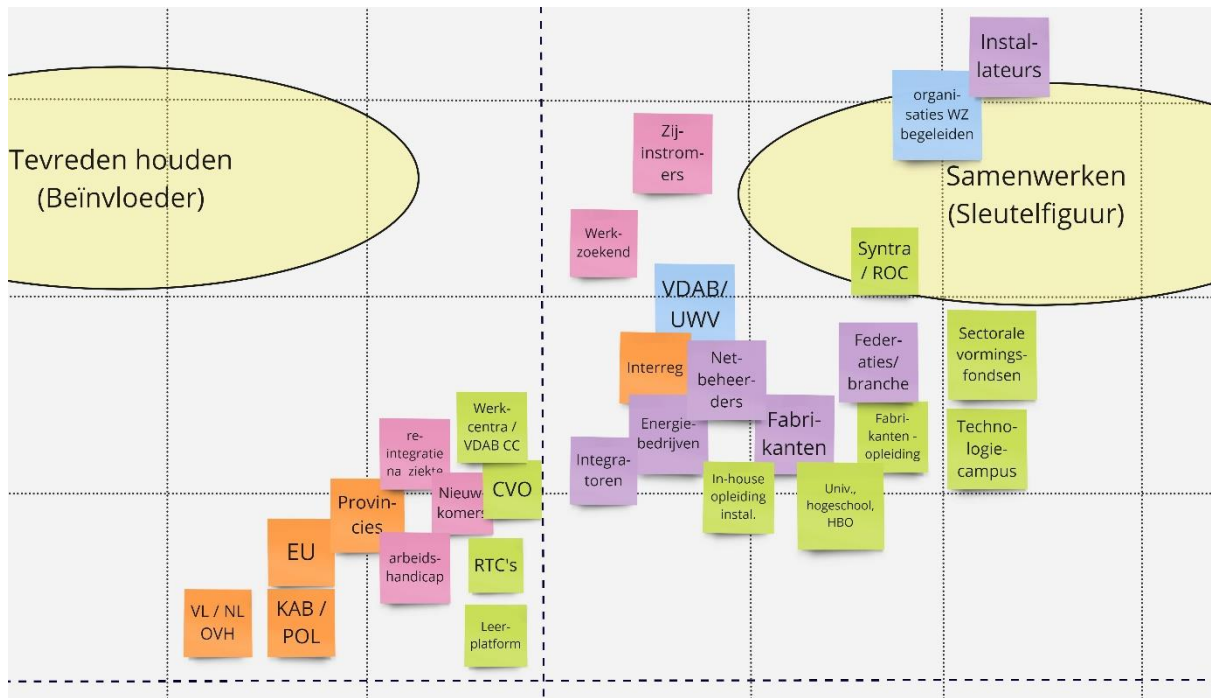 Instal-
lateurs
organi-
saties WZ
begeleiden
Zij-
instrom-
ers
Tevreden houden
(Beïnvloeder)
Samenwerken
(Sleutelfiguur)
Werk-
zoekend
Syntra
/ ROC
VDAB/
UWV
Interreg
Net-
beheer-
ders
Feder-
aties/
branche
Sectorale
vormings-
fondsen
Werk-
centra /
VDAB CC
Energie-
bedrijven
Fabri-
kanten
Fabri-
kanten -
opleiding
Techno-
logie-
campus
re-
integratie
na ziekte
Integra-
toren
Nieuw-
komers
CVO
In-house
opleiding
instal.
Univ.,
hogeschool,
HBO
Provin-
cies
EU
arbeids-
handicap
RTC's
VL / NL
OVH
KAB /
POL
Leer-
platform